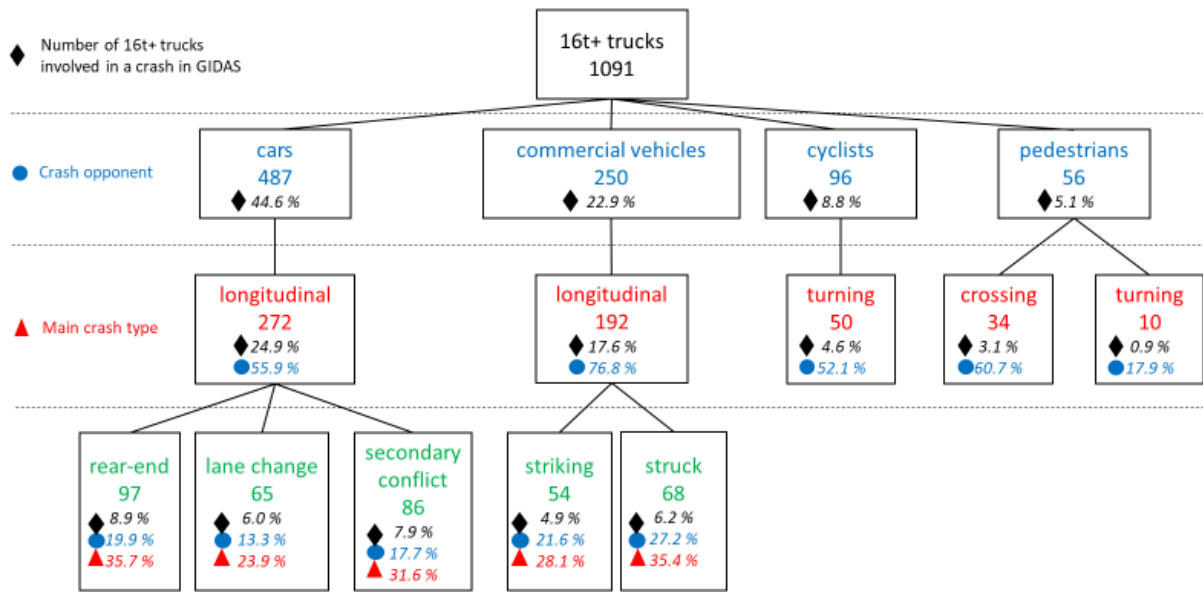 Number of 16t+ trucks
involved in a crash in GIDAS
16t+ trucks
1091
Crash opponent
cars
487
44.6 %
commercial vehicles
250
22.9 %
cyclists
96
8.8 %
pedestrians
56
5.1 %
Main crash type
longitudinal
272
24.9 %
55.9 %
longitudinal
192
17.6 %
76.8 %
turning
50
4.6 %
52.1 %
crossing
34
3.1 %
60.7 %
turning
10
0.9 %
17.9 %
rear-end
97
8.9 %
19.9 %
35.7 %
lane change
65
6.0 %
13.3 %
23.9 %
secondary
conflict
86
7.9 %
17.7 %
31.6 %
striking
54
4.9 %
21.6 %
28.1 %
struck
68
6.2 %
27.2 %
35.4 %